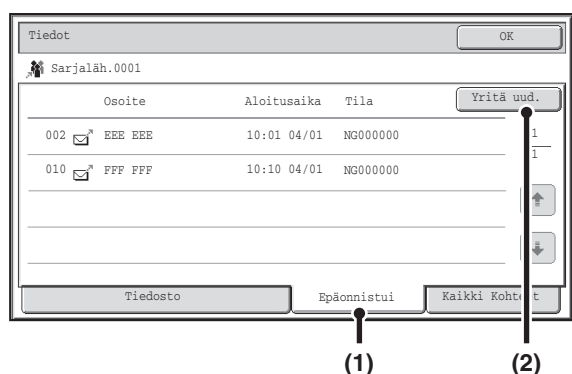 Tiedot OK
Sarjaläh.0001
Osoite Aloitusaika Tila Yritä uud.
002 EEE EEE 10:01 04/01 NG000000 1
1
010 FFF FFF 10:10 04/01 NG000000
Tiedosto Epäonnistui Kaikki
(1) (2)